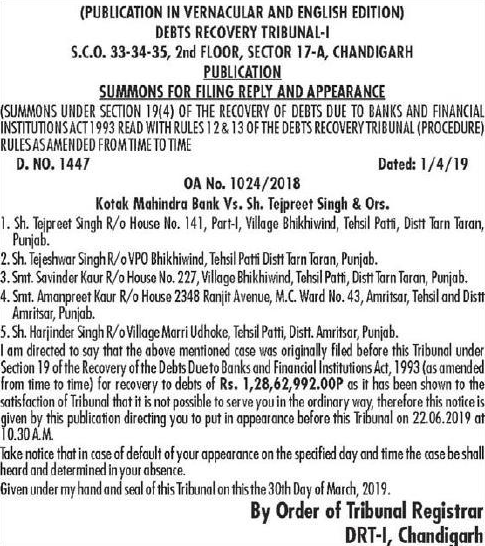 (PUBLICATION IN VERNACULAR AND ENGLISH EDITION)
DEBTS RECOVERY TRIBUNAL-I
S.C.O. 33-34-35, 2nd FLOOR, SECTOR 17-A, CHANDIGARH
PUBLICATION
SUMMONS FOR FILING REPLY AND APPEARANCE
(SUMMONS UNDER SECTION 19(4) OF THE RECOVERY OF DEBTS DUE TO BANKS AND FINANCIAL
INSTITUTIONS ACT 1993 READ WITH RULES 12 & 13 OF THE DEBTS RECOVERY TRIBUNAL (PROCEDURE)
RULES AS AMENDED FROM TIME TO TIME
D. NO. 1447 Dated: 1/4/19
OA No. 1024/2018
Kotak Mahindra Bank Vs. Sh. Tejpreet Singh & Ors.
1. Sh. Tejpreet Singh R/o House No. 141, Part-I, Village Bhikhiwind, Tehsil Patti, Distt Tarn Taran,
Punjab.
2. Sh. Tejeshwar Singh R/o VPO Bhikhiwind, Tehsil Patti Distt Tarn Taran, Punjab.
3. Smt. Savinder Kaur R/o House No. 227, Village Bhikhiwind, Tehsil Patti, Distt Tarn Taran, Punjab.
4. Smt. Amanpreet Kaur R/o House 2348 Ranjit Avenue, M.C. Ward No. 43, Amritsar, Tehsil and Distt
Amritsar, Punjab.
5. Sh. Harjinder Singh R/o Village Marri Udhoke, Tehsil Patti, Distt. Amritsar, Punjab.
I am directed to say that the above mentioned case was originally filed before this Tribunal under
Section 19 of the Recovery of the Debts Due to Banks and Financial Institutions Act, 1993 (as amended
from time to time) for recovery to debts of Rs. 1,28,62,992.00P as it has been shown to the
satisfaction of Tribunal that it is not possible to serve you in the ordinary way, therefore this notice is
given by this publication directing you to put in appearance before this Tribunal on 22.06.2019 at
10.30 A.M.
Take notice that in case of default of your appearance on the specified day and time the case be shall
heard and determined in your absence.
Given under my hand and seal of this Tribunal on this the 30th Day of March, 2019.
By Order of Tribunal Registrar
DRT-I, Chandigarh